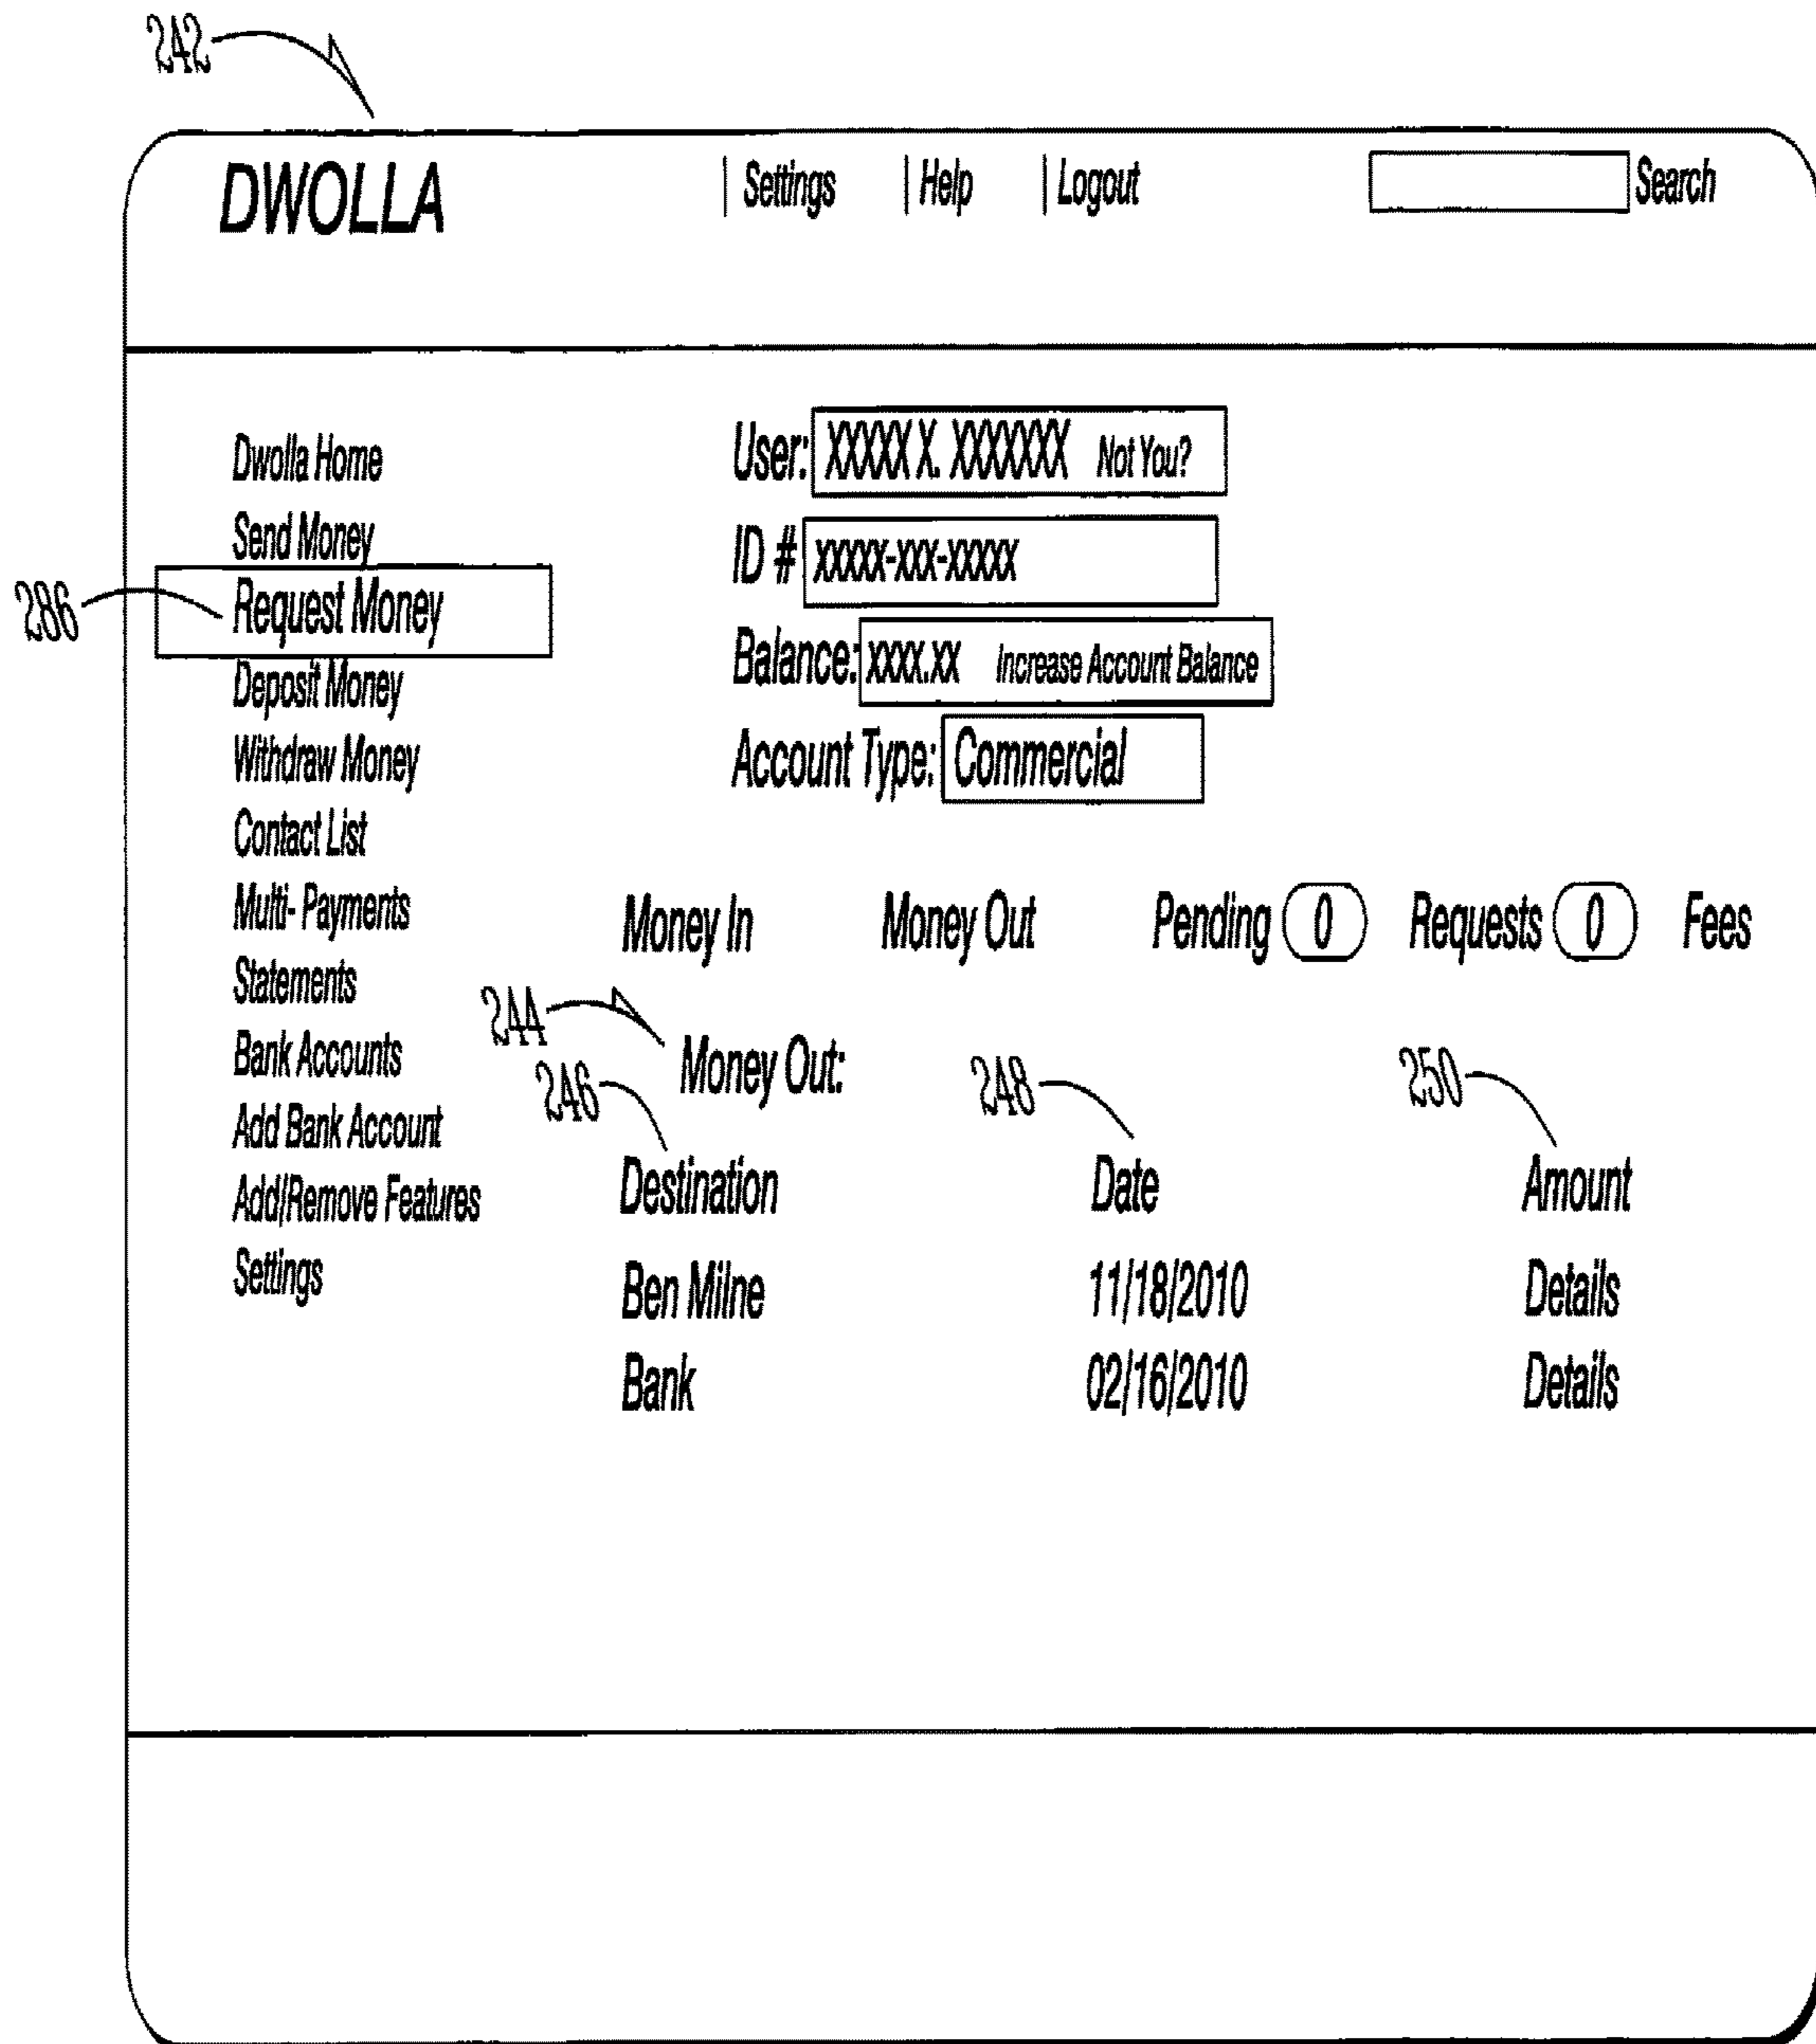 242
DWOLLA | Settings | Help | Logout Search
Dwolla Home
Send Money
286 Request Money
Deposit Money
Withdraw Money
Contact List
Multi- Payments
Statements
Bank Accounts
Add Bank Account
Add/Remove Features
Settings
User: XXXXX X. XXXXXXX Not You?
ID # xxxxx-xxx-xxxxx
Balance: xxxx.xx Increase Account Balance
Account Type: Commercial
Money In Money Out Pending 0 Requests 0 Fees
244 Money Out:
246 248 250
Destination Date Amount
Ben Milne 11/18/2010 Details
Bank 02/16/2010 Details